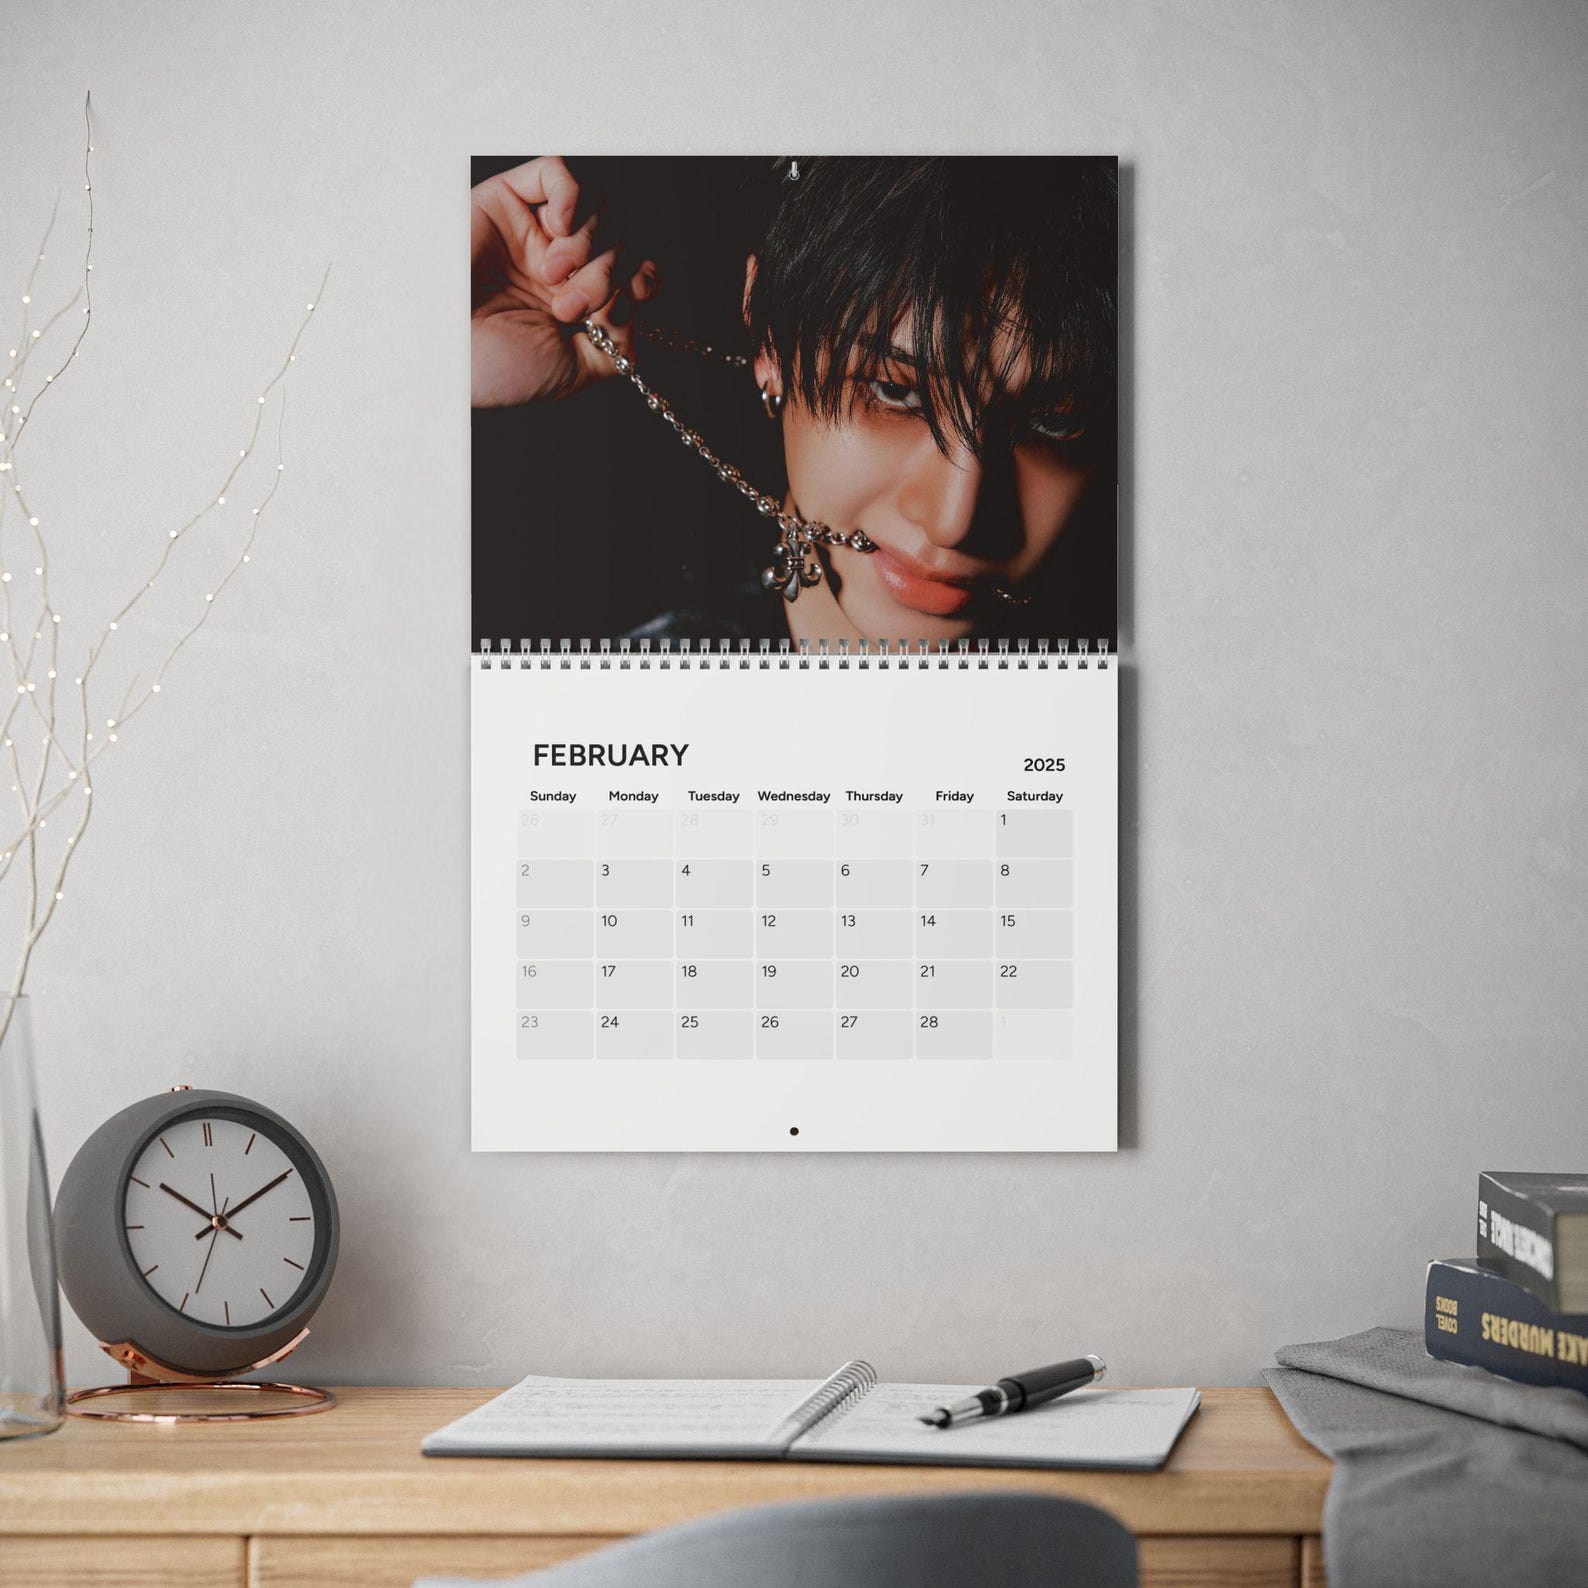 FEBRUARY
2025
Sunday Monday Tuesday Wednesday Thursday Friday Saturday
26 27 28 29 30 31 1
2 3 4 5 6 7 8
9 10 11 12 13 14 15
16 17 18 19 20 21 22
23 24 25 26 27 28 1
COVEL
BOOKS
MURDERS